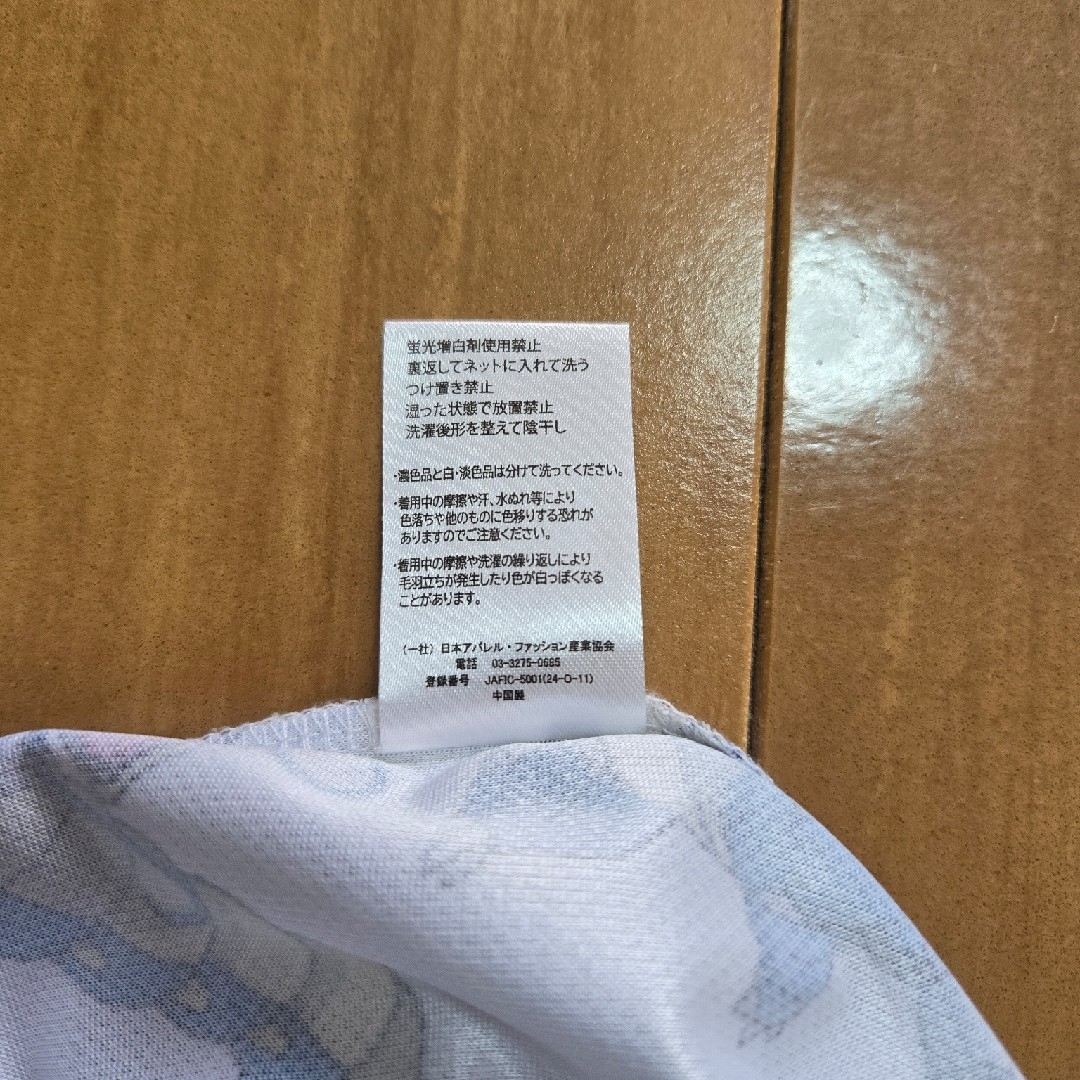 蛍光増白剤使用禁止
裏返してネットに入れて洗う
つけ置き禁止
湿った状態で放置禁止
洗濯後形を整えて陰干し
・濃色品と白・淡色品は分けて洗ってください。
・着用中の摩擦や汗、水ぬれ等により
色落ちや他のものに色移りする恐れが
ありますのでご注意ください。
・着用中の摩擦や洗濯の繰り返しにより
毛羽立ちが発生したり色が白っぽくなる
ことがあります。
（一社）日本アパレル・ファッション産業協会
電話 03-3275-0685
登録番号 JAFIC-5001(24-O-11)
中国製